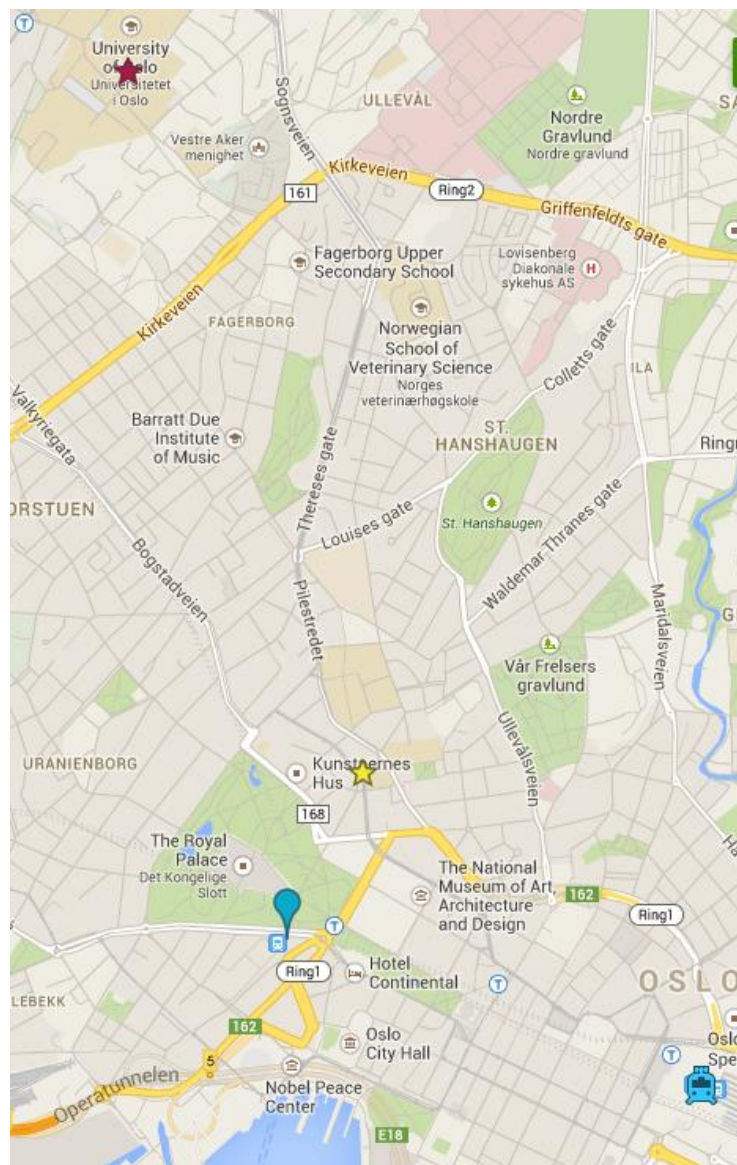 University
of Oslo
Universitetet
i Oslo
Sognsveien
ULLEVÅL
Nordre
Gravlund
Nordre gravlund
SA
Vestre Aker
menighet
Kirkeveien
161
Ring2
Griffenfeldts gate
Fagerborg Upper
Secondary School
Lovisenberg
Diakonale
sykehus AS
H
Kirkeveien
FAGERBORG
Norwegian
School of
Veterinary Science
Norges
veterinærhøgskole
Colletts gate
ILA
Valkyriegata
Barratt Due
Institute
of Music
Thereses gate
ST.
HANSHAUGEN
Ring
ORSTUEN
Louises gate
St. Hanshaugen
Waldemar Thranes gate
Bogstadveien
Pilestredet
Maridalsveien
G
Vår Frelsers
gravlund
Ullevålsveien
URANIENBORG
Kunstnernes
Hus
168
Ha
The Royal
Palace
Det Kongelige
Slott
The National
Museum of Art,
Architecture
and Design
162
Ring1
T
Ring1
Hotel
Continental
T
OSLO
LEBEKK
162
Oslo
City Hall
Oslo
Spe
T
5
Operatunnelen
Nobel Peace
Center
E18
T